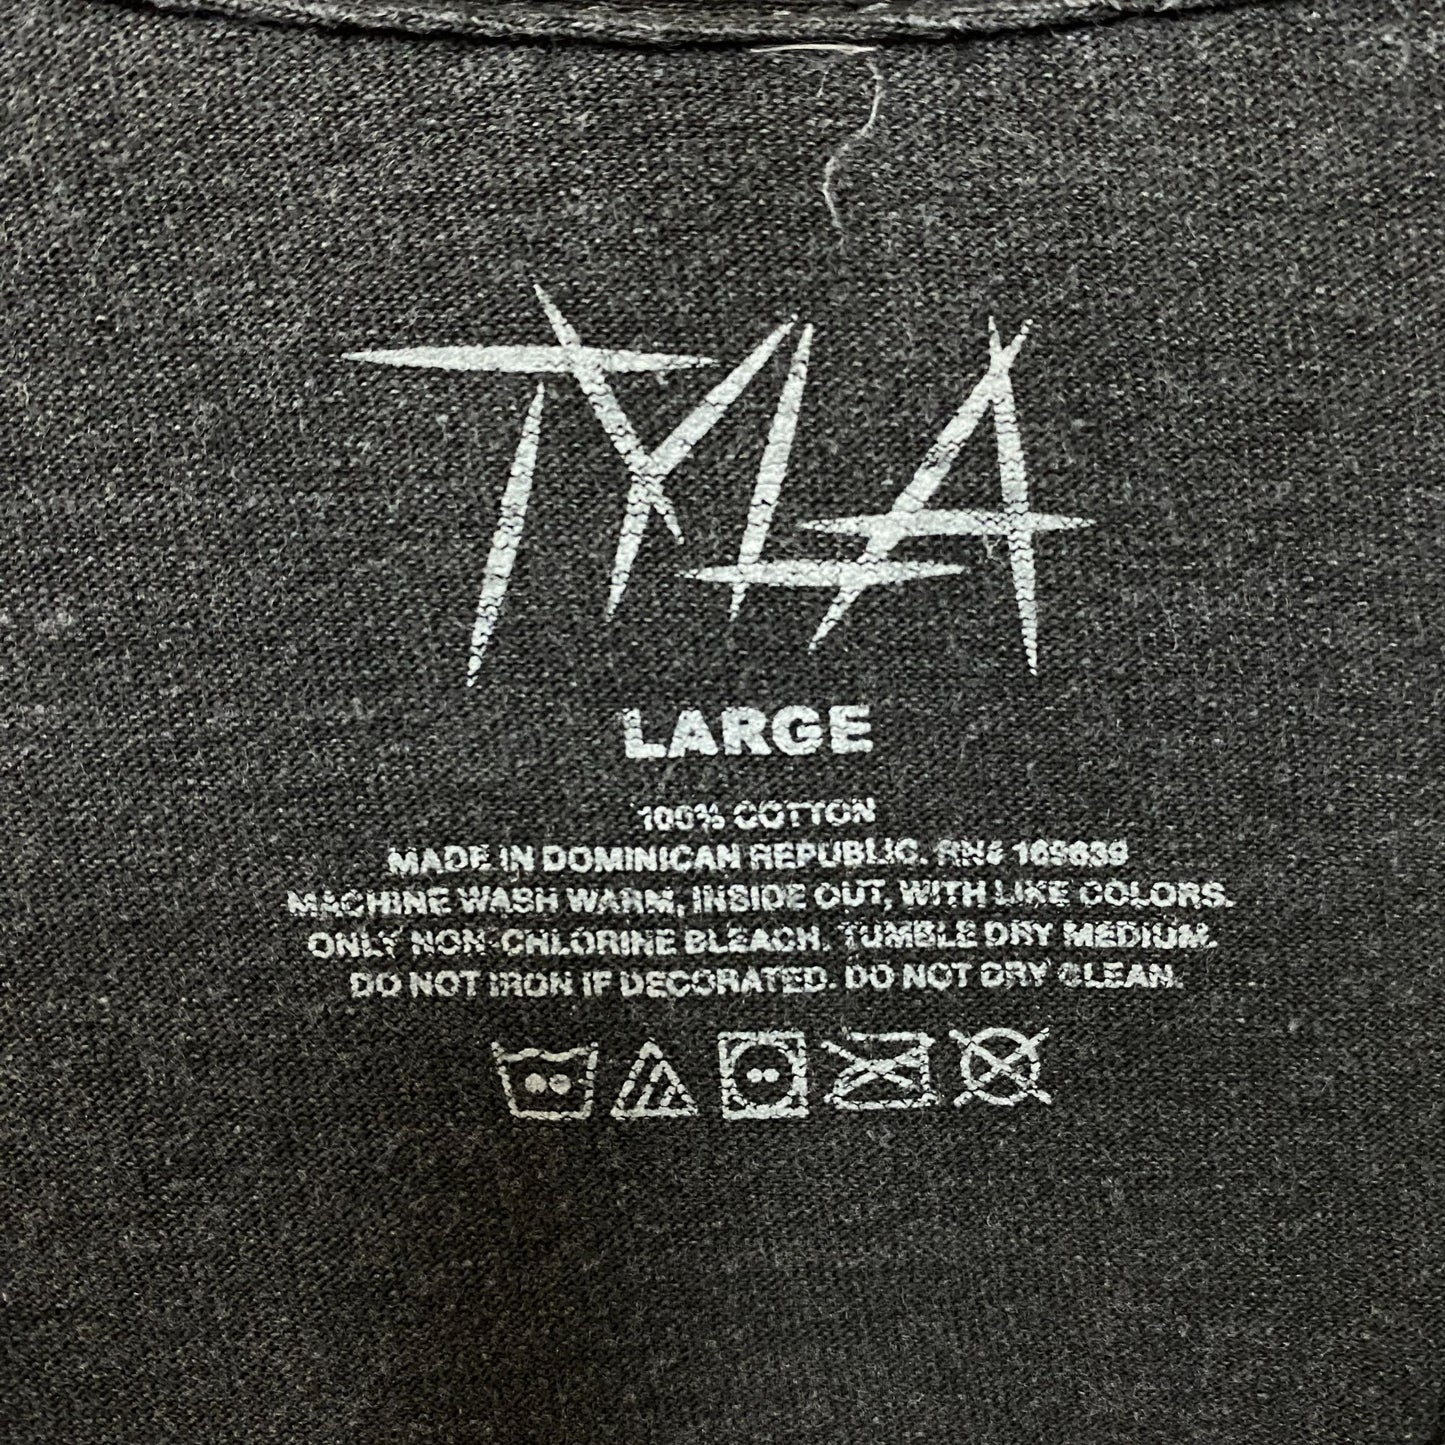 TYLA
LARGE
100% COTTON
MADE IN DOMINICAN REPUBLIC. RN# 169639
MACHINE WASH WARM, INSIDE OUT, WITH LIKE COLORS.
ONLY NON-CHLORINE BLEACH. TUMBLE DRY MEDIUM.
DO NOT IRON IF DECORATED. DO NOT DRY CLEAN.